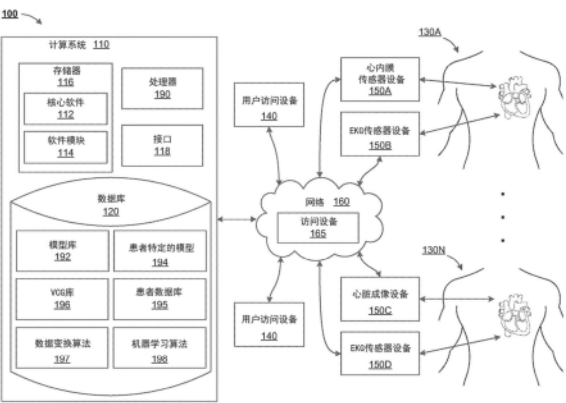 100
计算系统 110
存储器
116
核心软件
112
软件模块
114
处理器
190
接口
118
数据库
120
模型库
192
患者特定的模型
194
VCG库
196
患者数据库
195
数据变换算法
197
机器学习算法
198
用户访问设备
140
网络 160
访问设备
165
用户访问设备
140
心内膜
传感器设备
150A
EKG传感器设备
150B
心脏成像设备
150C
EKG传感器设备
150D
130A
130N